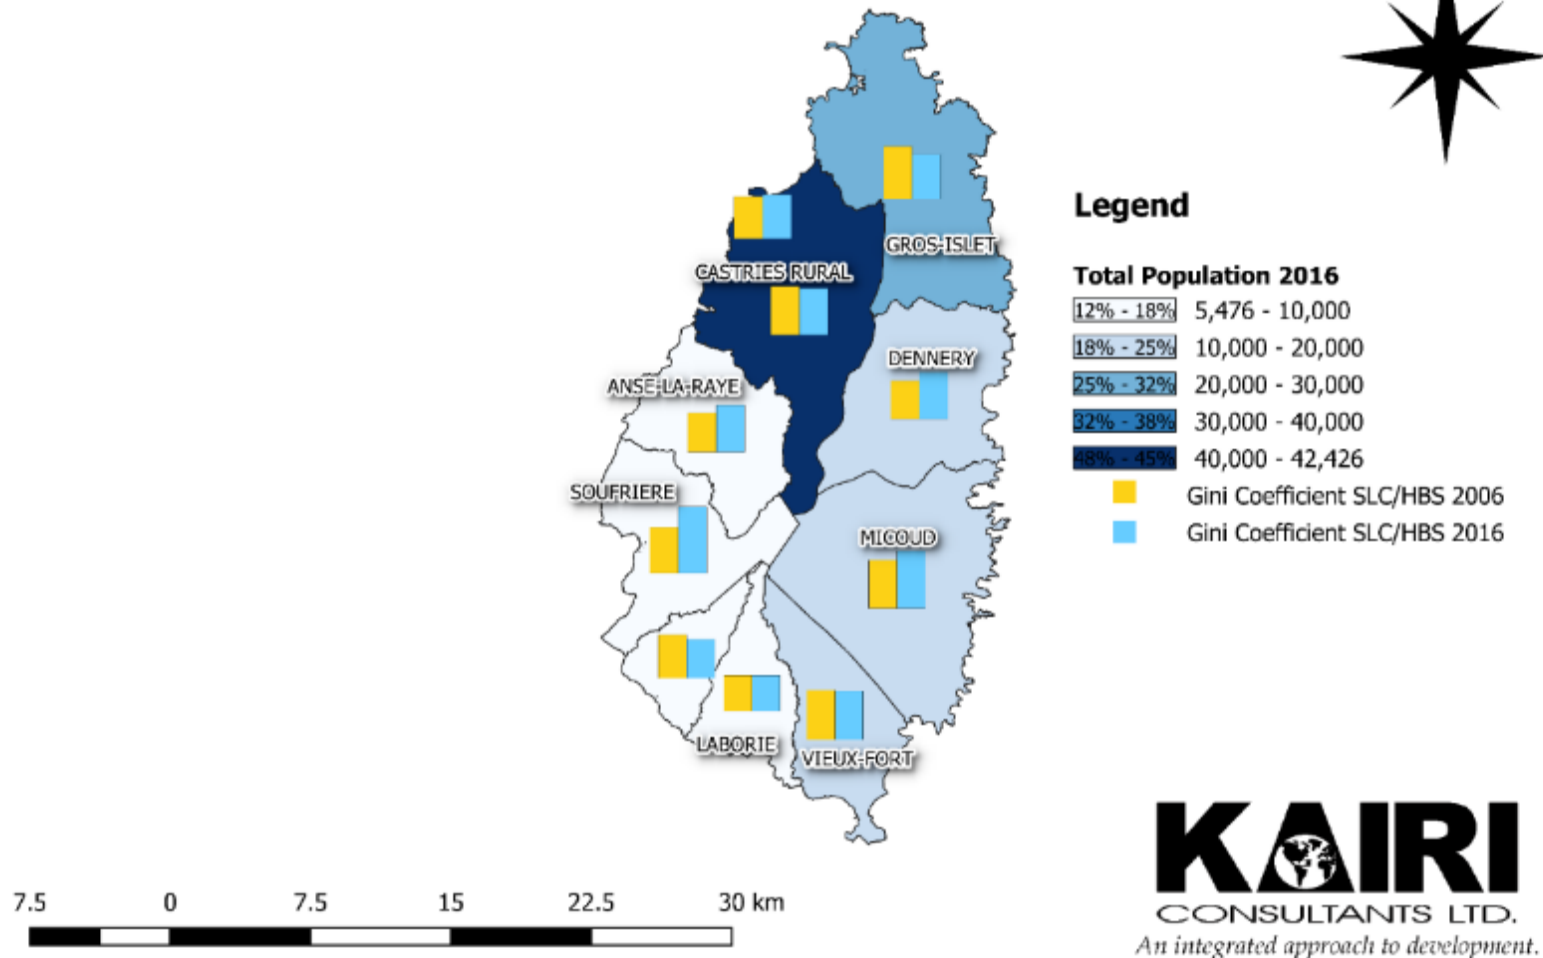 GROS-ISLET
CASTRIES RURAL
DENNERY
ANSE-LA-RAYE
SOUFRIERE
MICOUD
LABORIE
VIEUX-FORT
Legend
Total Population 2016
12% - 18% 5,476 - 10,000
18% - 25% 10,000 - 20,000
25% - 32% 20,000 - 30,000
32% - 38% 30,000 - 40,000
48% - 45% 40,000 - 42,426
Gini Coefficient SLC/HBS 2006
Gini Coefficient SLC/HBS 2016
7.5 0 7.5 15 22.5 30 km
KAIRI
CONSULTANTS LTD.
An integrated approach to development.